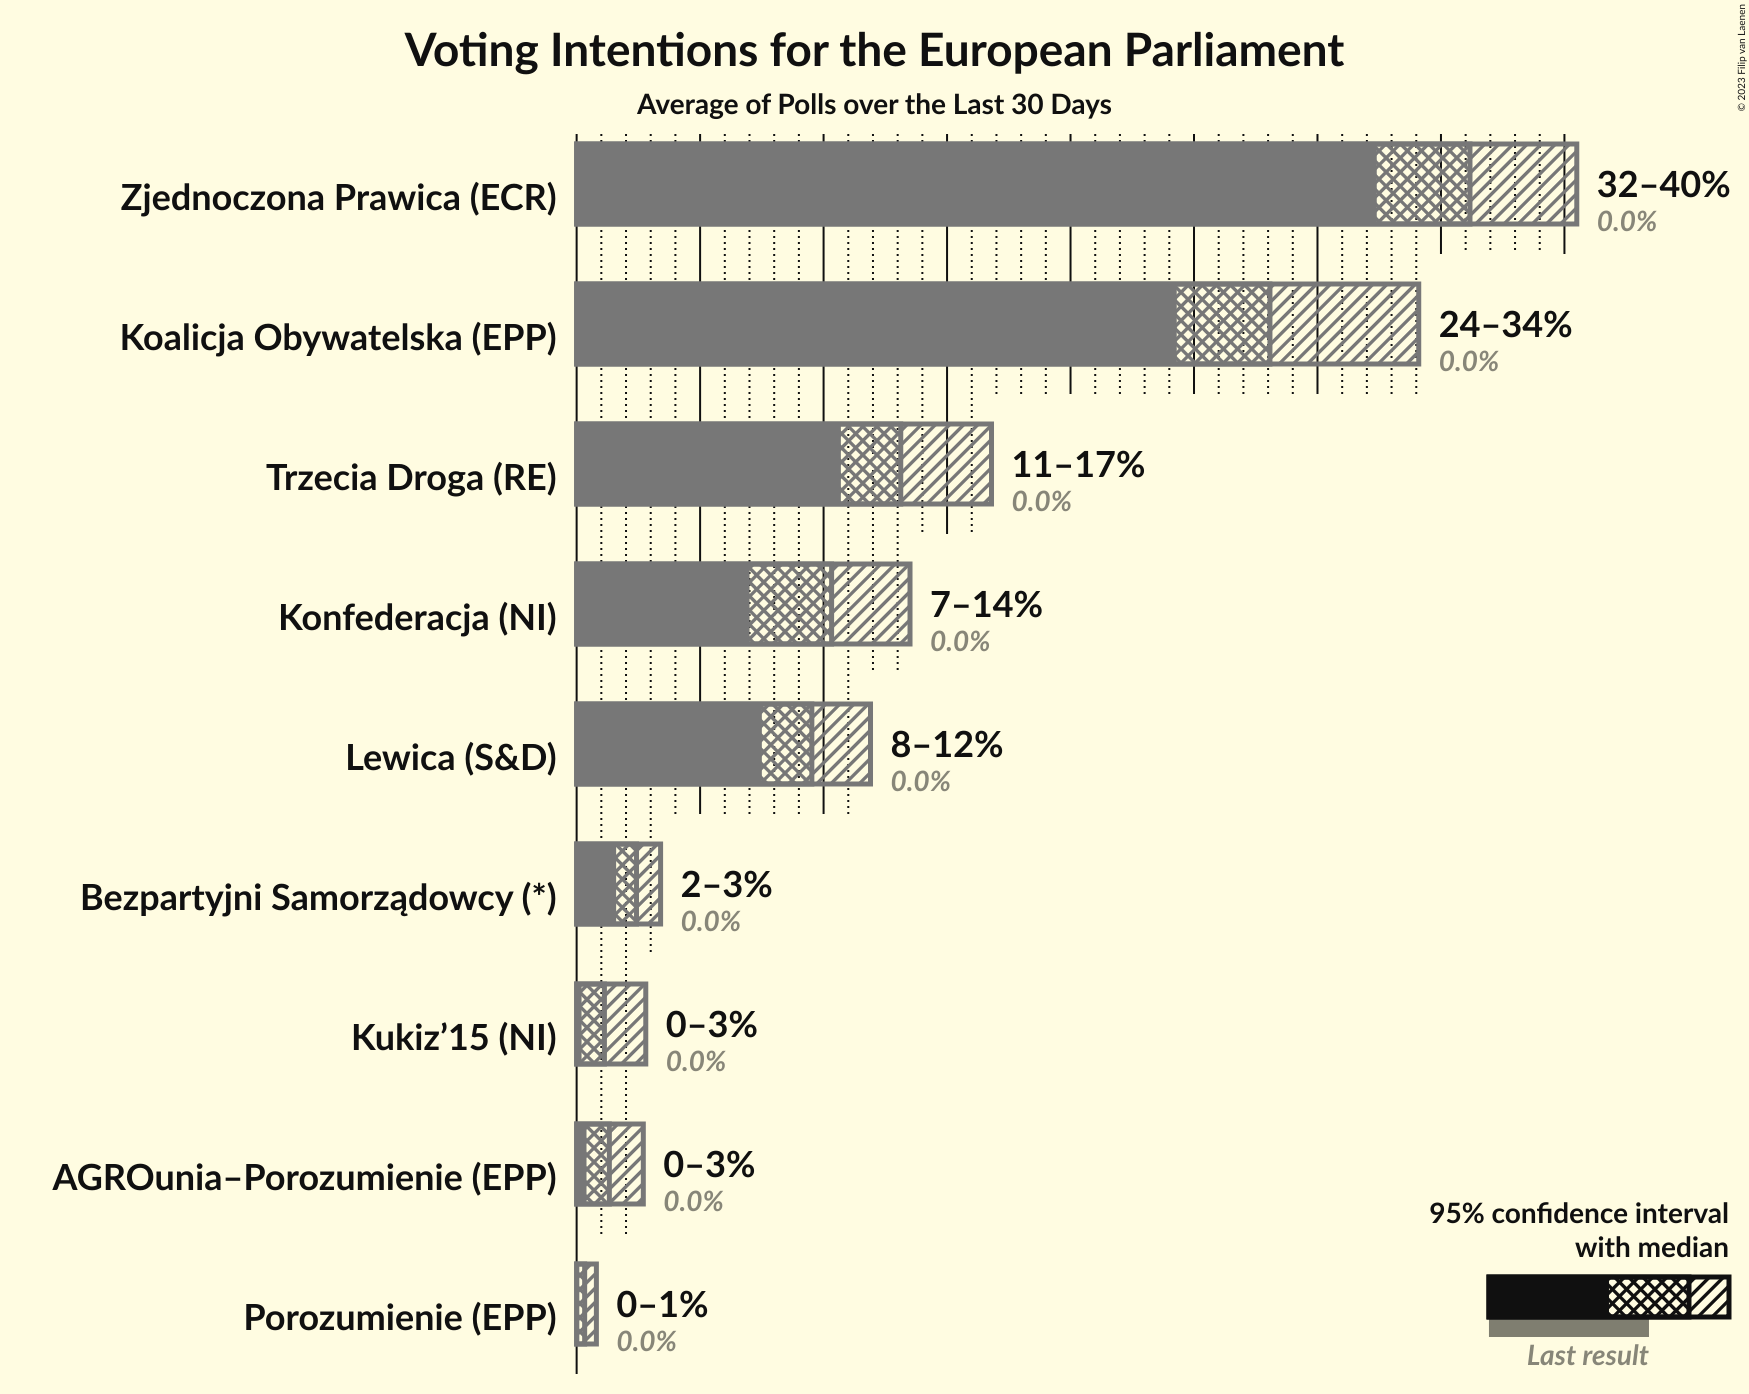 Voting Intentions for the European Parliament
Average of Polls over the Last 30 Days
© 2023 Filip van Laenen
Zjednoczona Prawica (ECR)
32–40%
0.0%
Koalicja Obywatelska (EPP)
24–34%
0.0%
Trzecia Droga (RE)
11–17%
0.0%
Konfederacja (NI)
7–14%
0.0%
Lewica (S&D)
8–12%
0.0%
Bezpartyjni Samorządowcy (*)
2–3%
0.0%
Kukiz’15 (NI)
0–3%
0.0%
AGROunia–Porozumienie (EPP)
0–3%
0.0%
Porozumienie (EPP)
0–1%
0.0%
95% confidence interval
with median
Last result